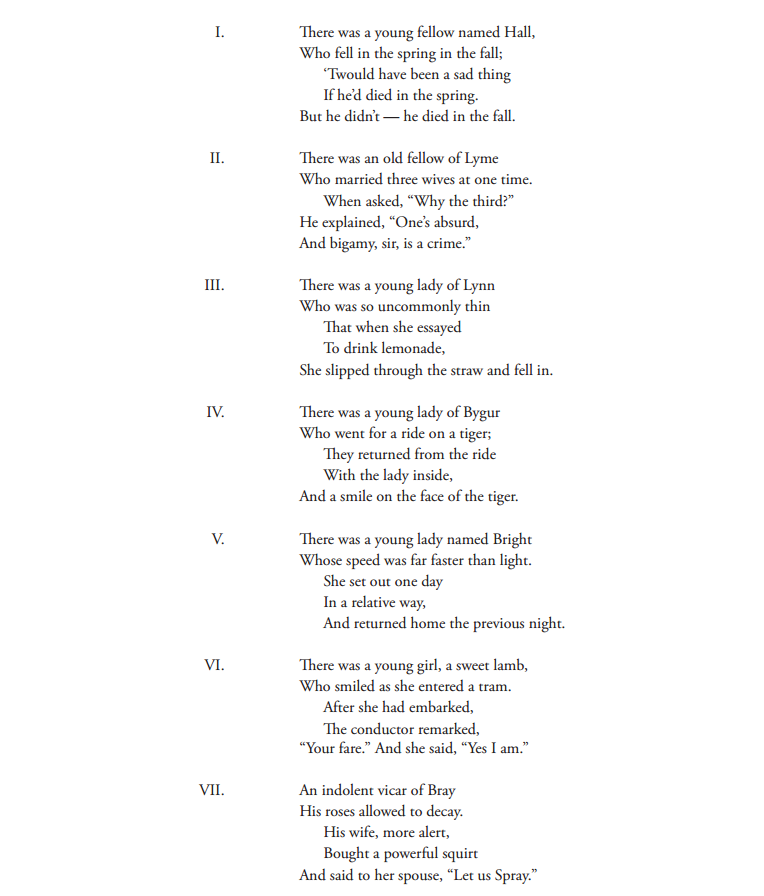 I. There was a young fellow named Hall,
Who fell in the spring in the fall;
‘Twould have been a sad thing
If he’d died in the spring.
But he didn’t — he died in the fall.
II. There was an old fellow of Lyme
Who married three wives at one time.
When asked, “Why the third?”
He explained, “One’s absurd,
And bigamy, sir, is a crime.”
III. There was a young lady of Lynn
Who was so uncommonly thin
That when she essayed
To drink lemonade,
She slipped through the straw and fell in.
IV. There was a young lady of Bygur
Who went for a ride on a tiger;
They returned from the ride
With the lady inside,
And a smile on the face of the tiger.
V. There was a young lady named Bright
Whose speed was far faster than light.
She set out one day
In a relative way,
And returned home the previous night.
VI. There was a young girl, a sweet lamb,
Who smiled as she entered a tram.
After she had embarked,
The conductor remarked,
“Your fare.” And she said, “Yes I am.”
VII. An indolent vicar of Bray
His roses allowed to decay.
His wife, more alert,
Bought a powerful squirt
And said to her spouse, “Let us Spray.”